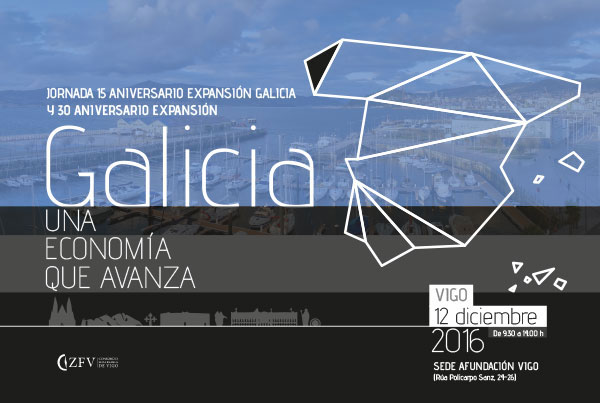 JORNADA 15 ANIVERSARIO EXPANSIÓN GALICIA
Y 30 ANIVERSARIO EXPANSIÓN
Galicia
UNA
ECONOMÍA
QUE AVANZA
VIGO
12 diciembre
De 9.30 a 14.00 h
2016
SEDE AFUNDACIÓN VIGO
(Rúa Policarpo Sanz, 24-26)
ZFV
CONSORCIO
ZONA FRANCA
DE VIGO